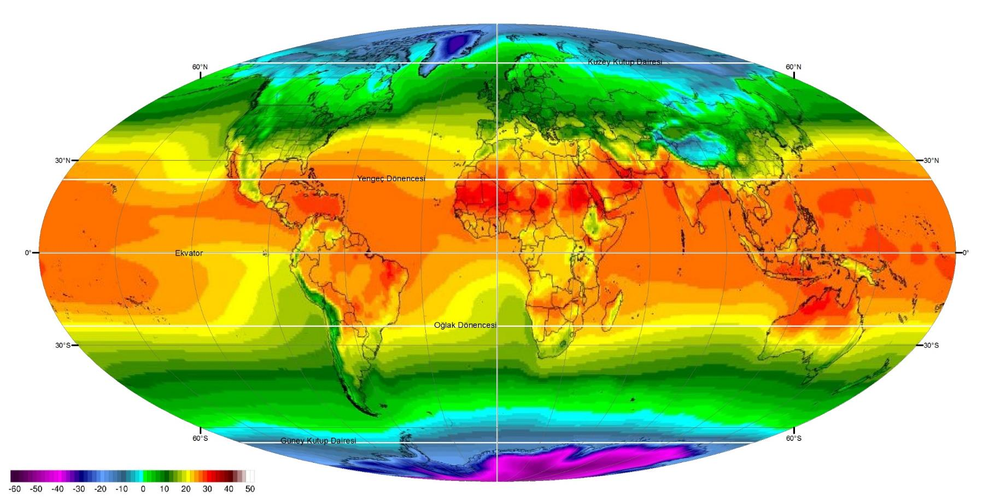 60°N
Kuzey Kutup Dairesi
60°N
30°N
30°N
Yengeç Dönencesi
0°
Ekvator
0°
Oğlak Dönencesi
30°S
30°S
60°S
Güney Kutup Dairesi
60°S
-60 -50 -40 -30 -20 -10 0 10 20 30 40 50